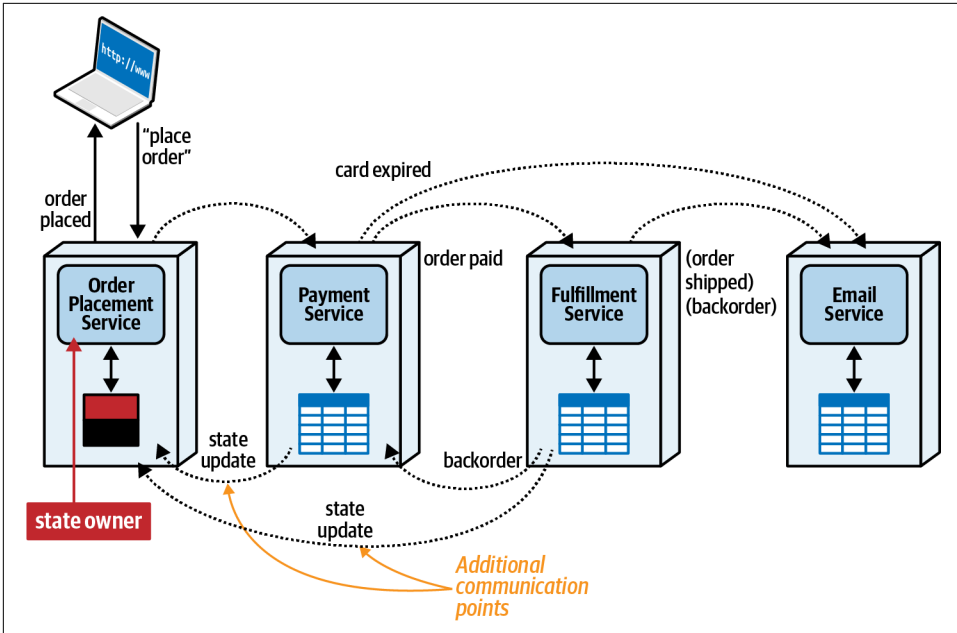 http://www
“place
order”
order
placed
card expired
order paid
(order
shipped)
(backorder)
Order
Placement
Service
Payment
Service
Fulfillment
Service
Email
Service
state
update
backorder
state
update
state owner
Additional
communication
points